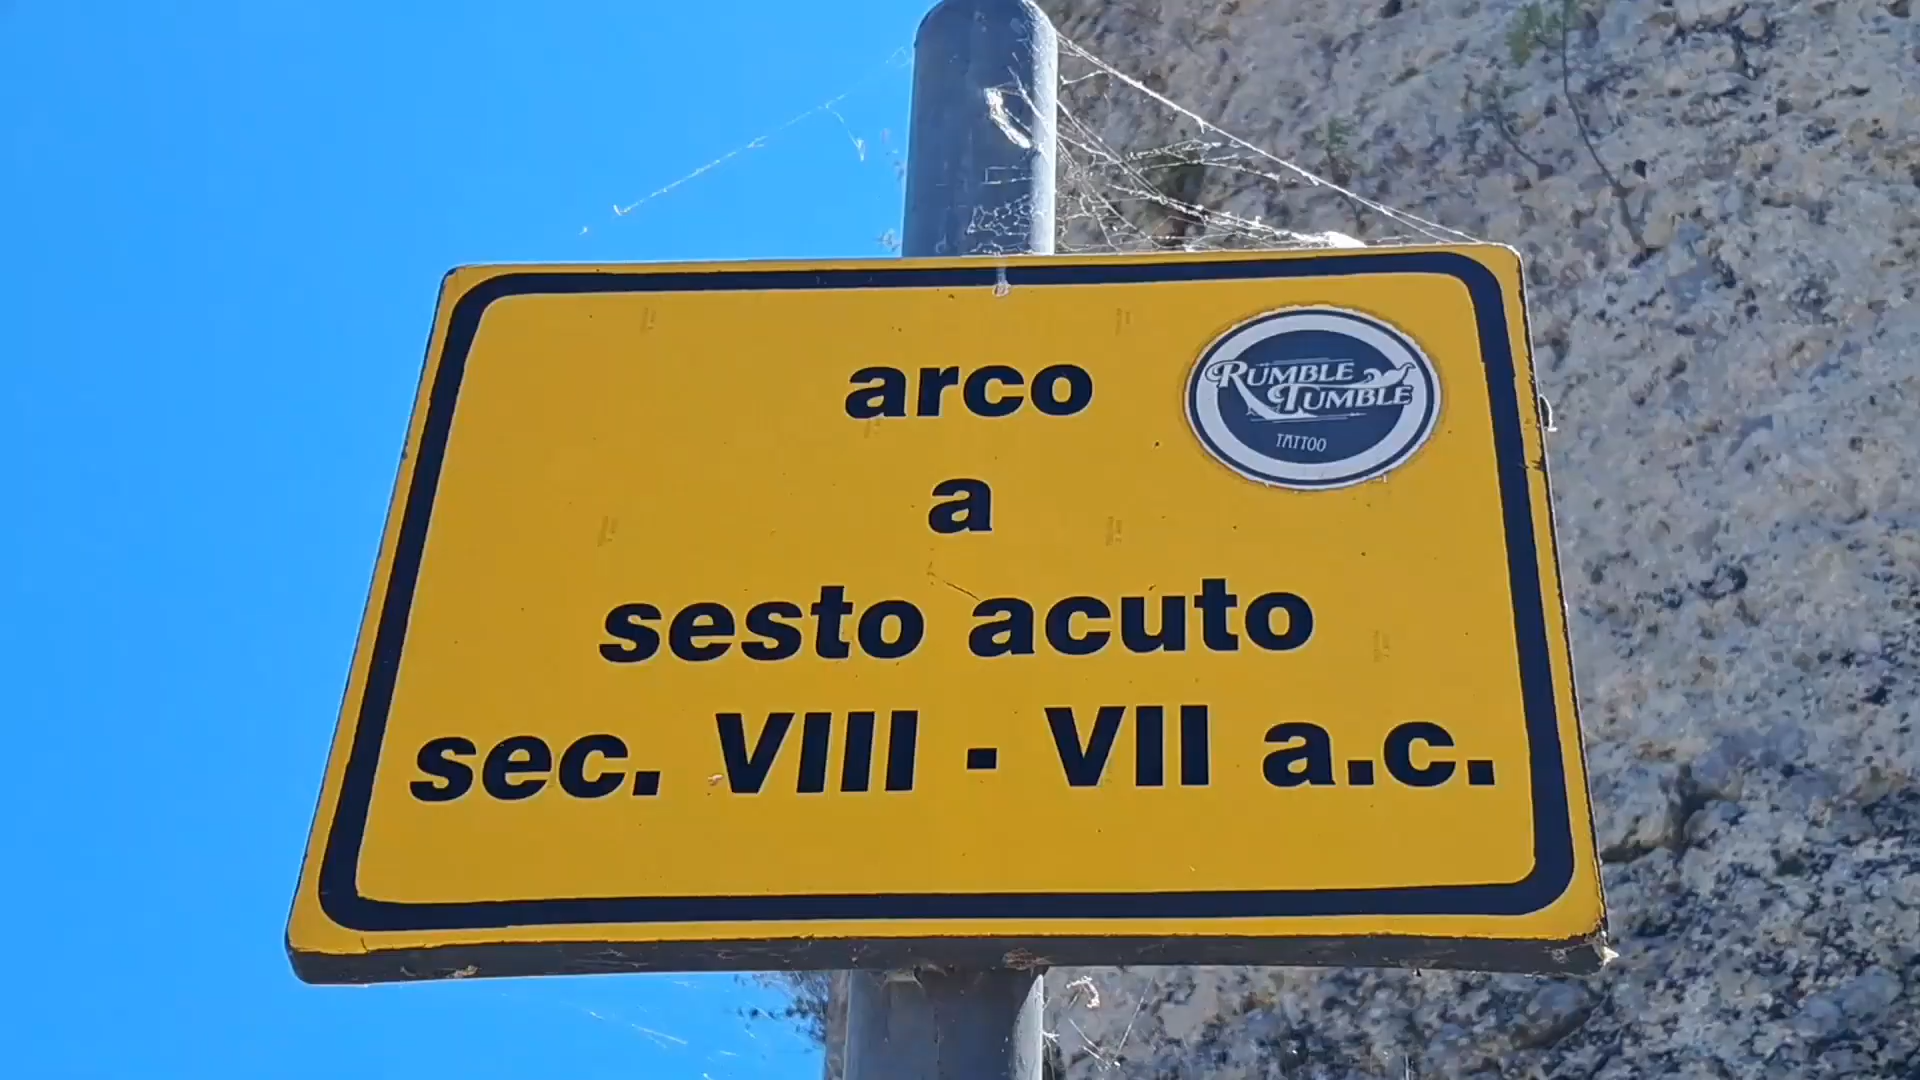 arco
a
sesto acuto
sec. VIII - VII a.c.
RUMBLE
TUMBLE
TATTOO